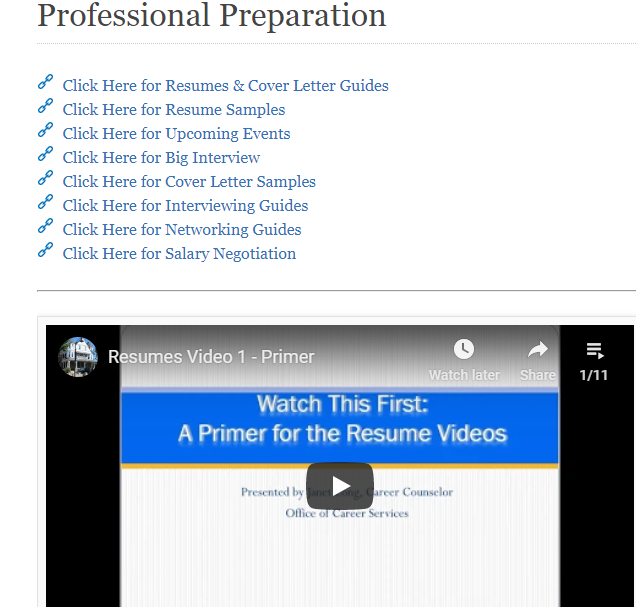 Professional Preparation
Click Here for Resumes & Cover Letter Guides
Click Here for Resume Samples
Click Here for Upcoming Events
Click Here for Big Interview
Click Here for Cover Letter Samples
Click Here for Interviewing Guides
Click Here for Networking Guides
Click Here for Salary Negotiation
Resumes Video 1 - Primer
Watch later Share 1/11
Watch This First:
A Primer for the Resume Videos
Presented by Career Counselor
Office of Career Services